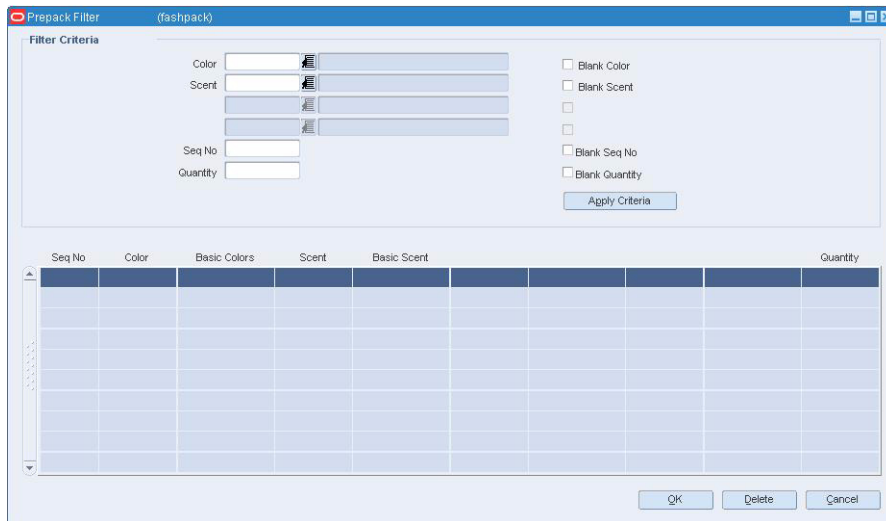 Prepack Filter (fashpack)
Filter Criteria
Color Blank Color
Scent Blank Scent
Seq No Blank Seq No
Quantity Blank Quantity
Apply Criteria
Seq No Color Basic Colors Scent Basic Scent Quantity
OK Delete Cancel